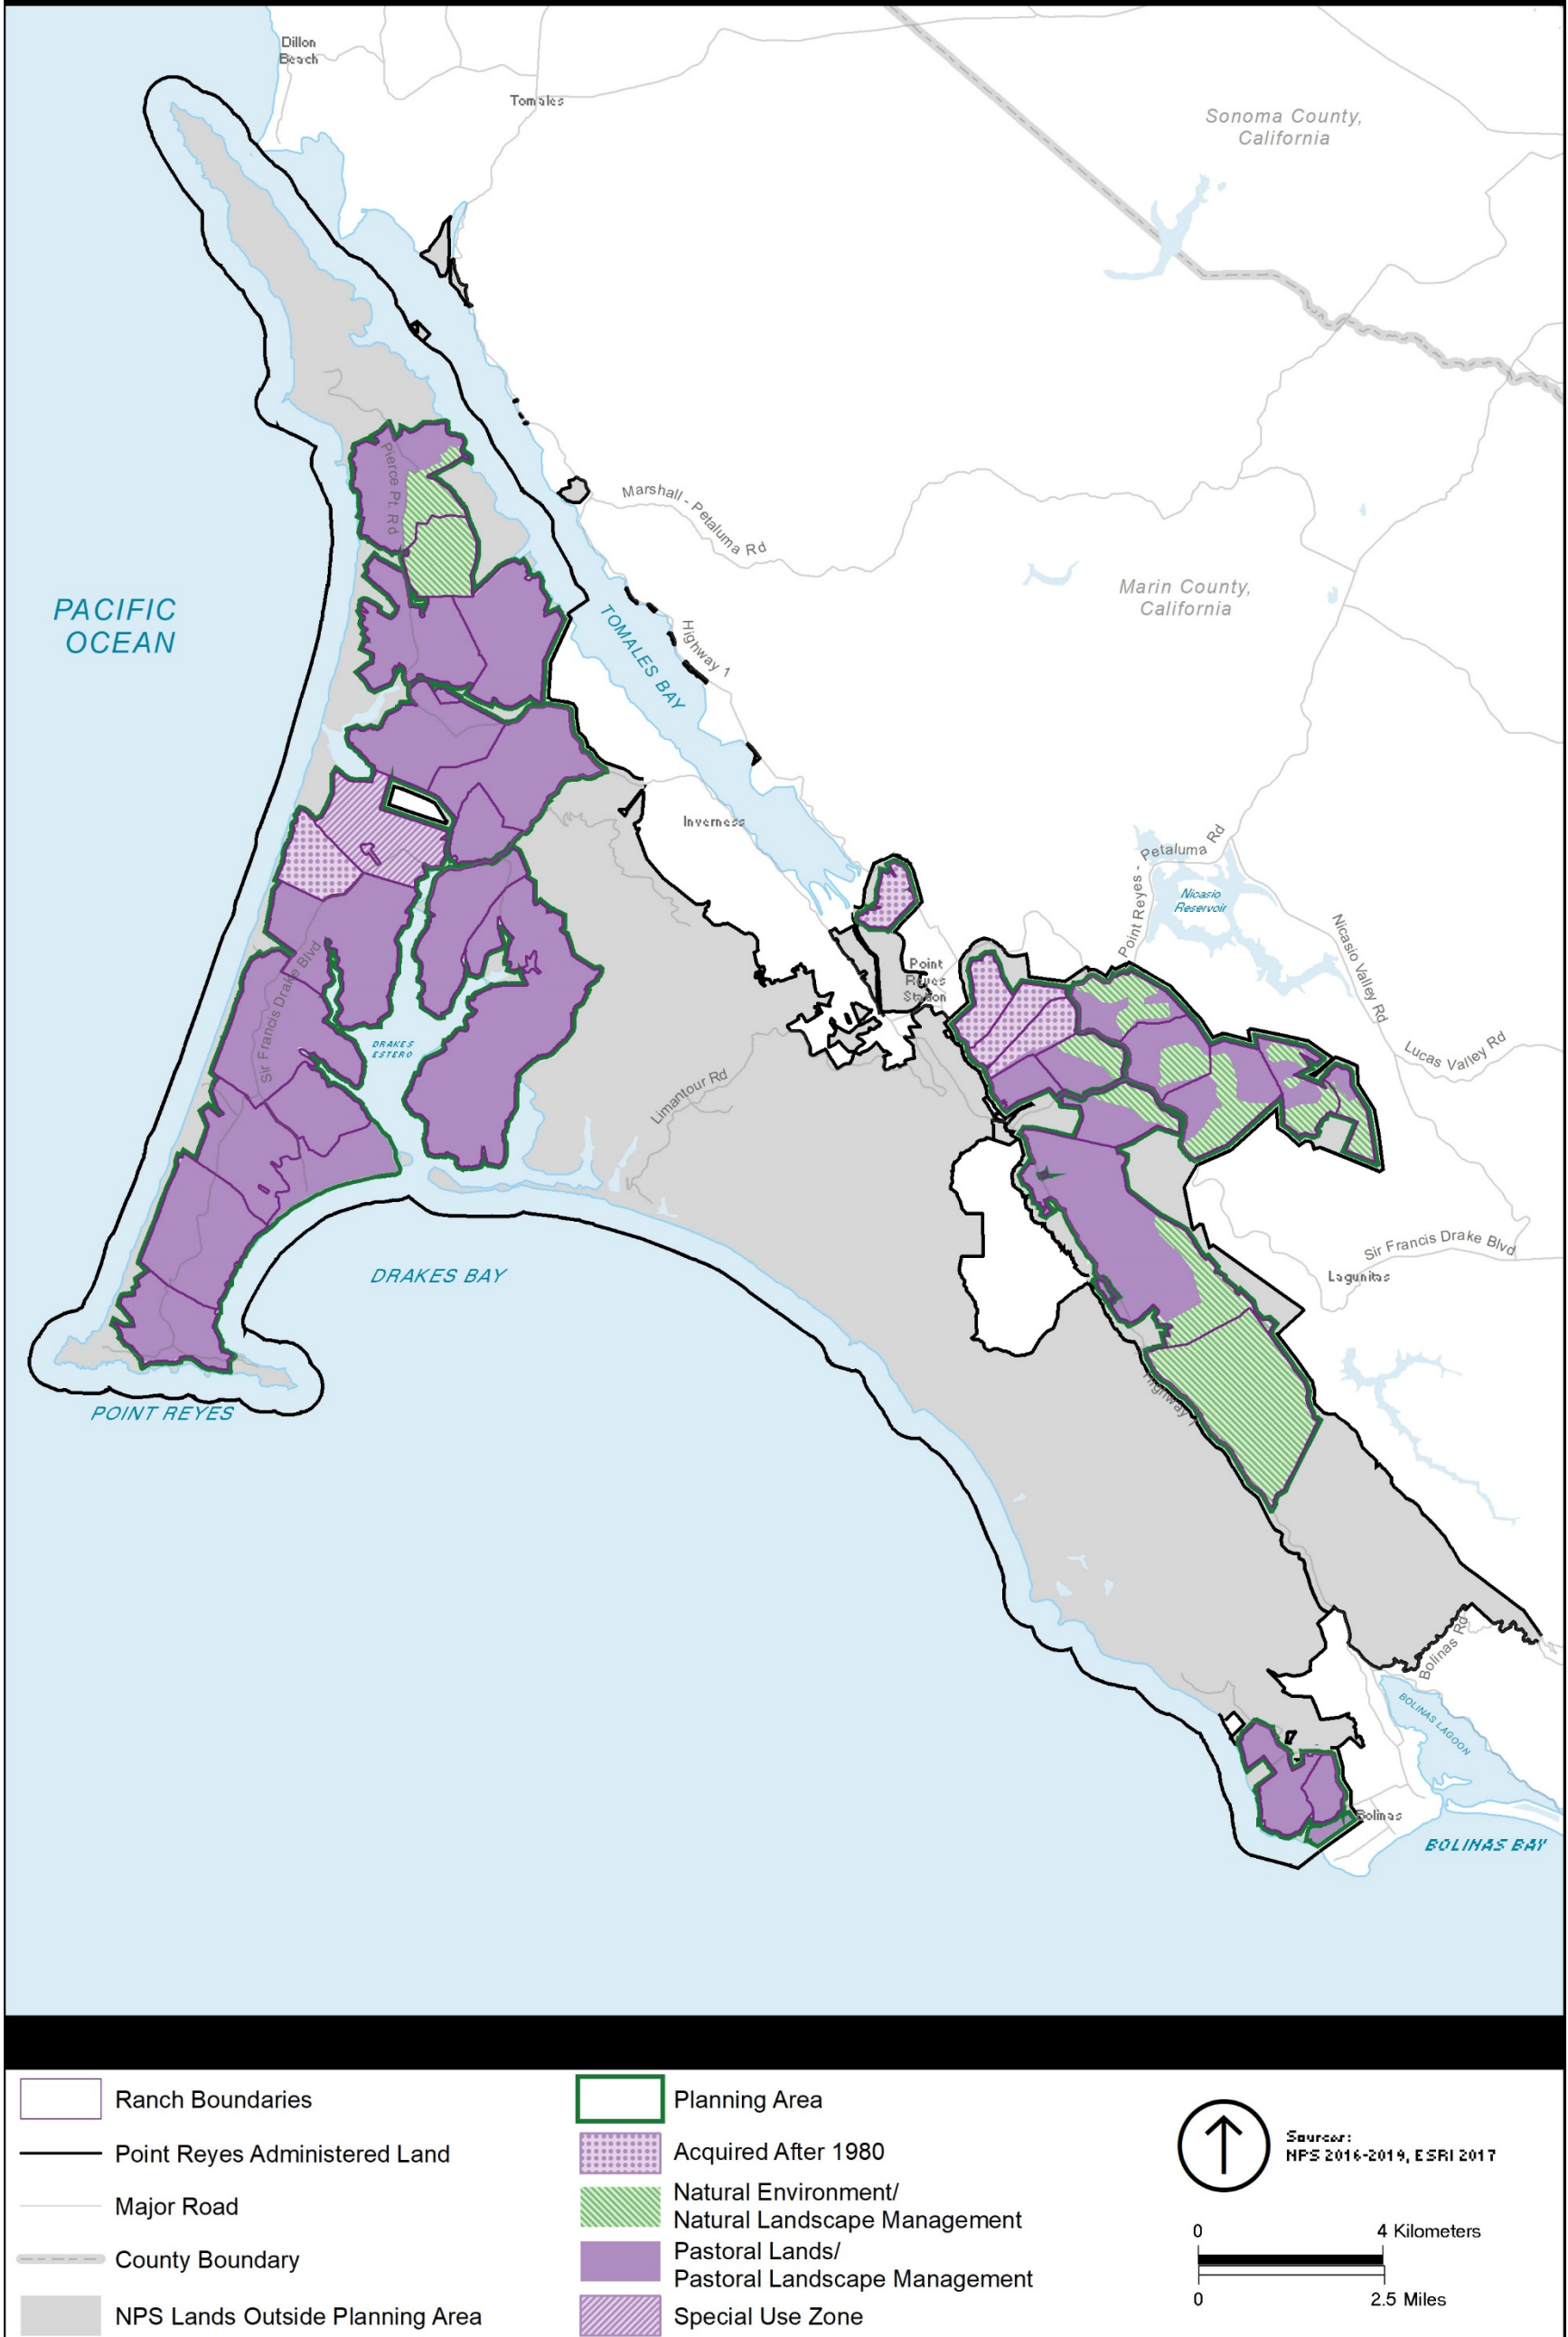 Dillon
Beach
Tomales
Sonoma County,
California
Pierce Pt. Rd
Marshall - Petaluma Rd
Marin County,
California
PACIFIC
OCEAN
TOMALES BAY
Highway 1
Inverness
Point Reyes - Petaluma Rd
Nicasio
Reservoir
Nicasio Valley Rd
Point
Reyes
Station
Sir Francis Drake Blvd
DRAKES
ESTERO
Lucas Valley Rd
Limantour Rd
Sir Francis Drake Blvd
Lagunitas
DRAKES BAY
POINT REYES
Highway 1
Bolinas Rd
BOLINAS LAGOON
Bolinas
BOLINAS BAY
Ranch Boundaries
Point Reyes Administered Land
Major Road
County Boundary
NPS Lands Outside Planning Area
Planning Area
Acquired After 1980
Natural Environment/
Natural Landscape Management
Pastoral Lands/
Pastoral Landscape Management
Special Use Zone
Sources:
NPS 2016-2019, ESRI 2017
0 4 Kilometers
0 2.5 Miles